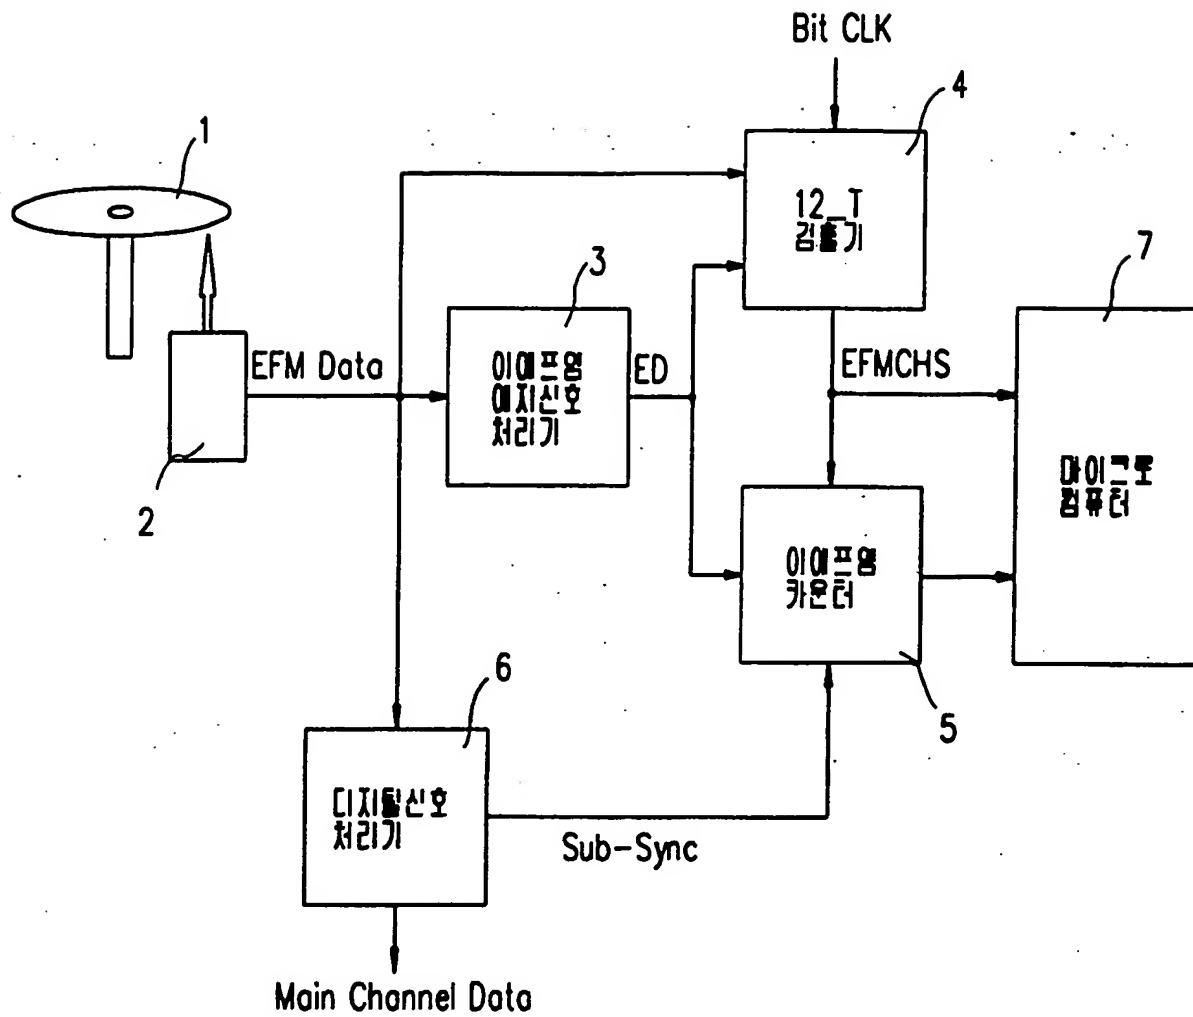 Bit CLK
4
1
12_T
검출기
3
7
EFM Data
이에프엠
에지신호
처리기
ED
EFMCHS
2
마이크로
컴퓨터
이에프엠
카운터
6
5
디지털신호
처리기
Sub-Sync
Main Channel Data